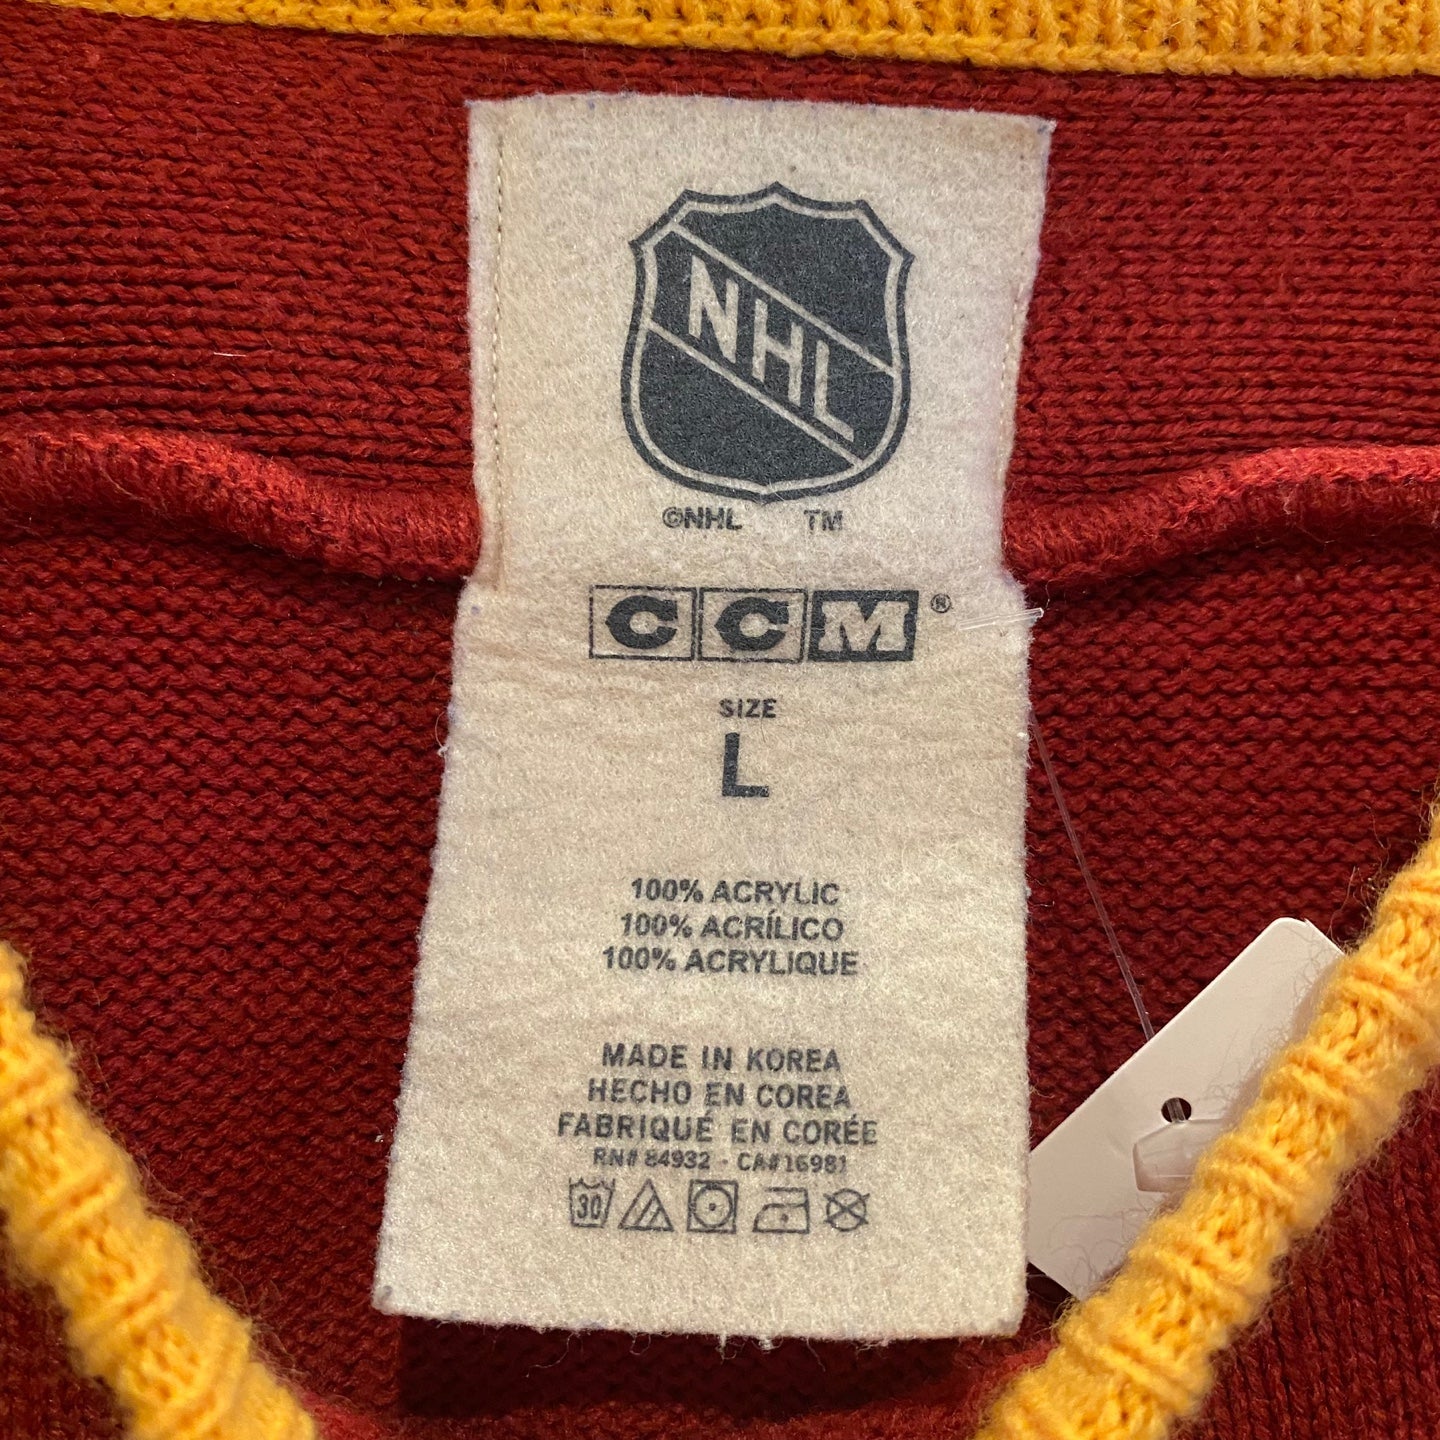 NHL
©NHL TM
CCM®
SIZE
L
100% ACRYLIC
100% ACRÍLICO
100% ACRYLIQUE
MADE IN KOREA
HECHO EN COREA
FABRIQUÉ EN CORÉE
RN# 84932 - CA#16981
30